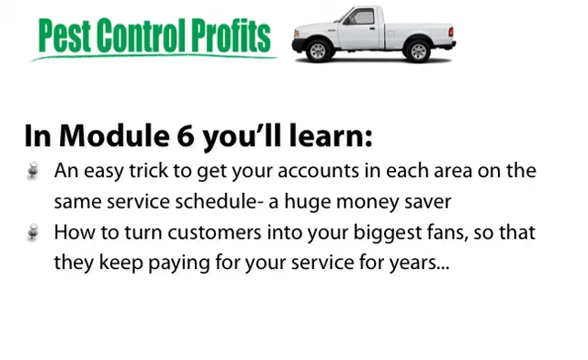 Pest Control Profits
In Module 6 you'll learn:
An easy trick to get your accounts in each area on the
same service schedule- a huge money saver
How to turn customers into your biggest fans, so that
they keep paying for your service for years...